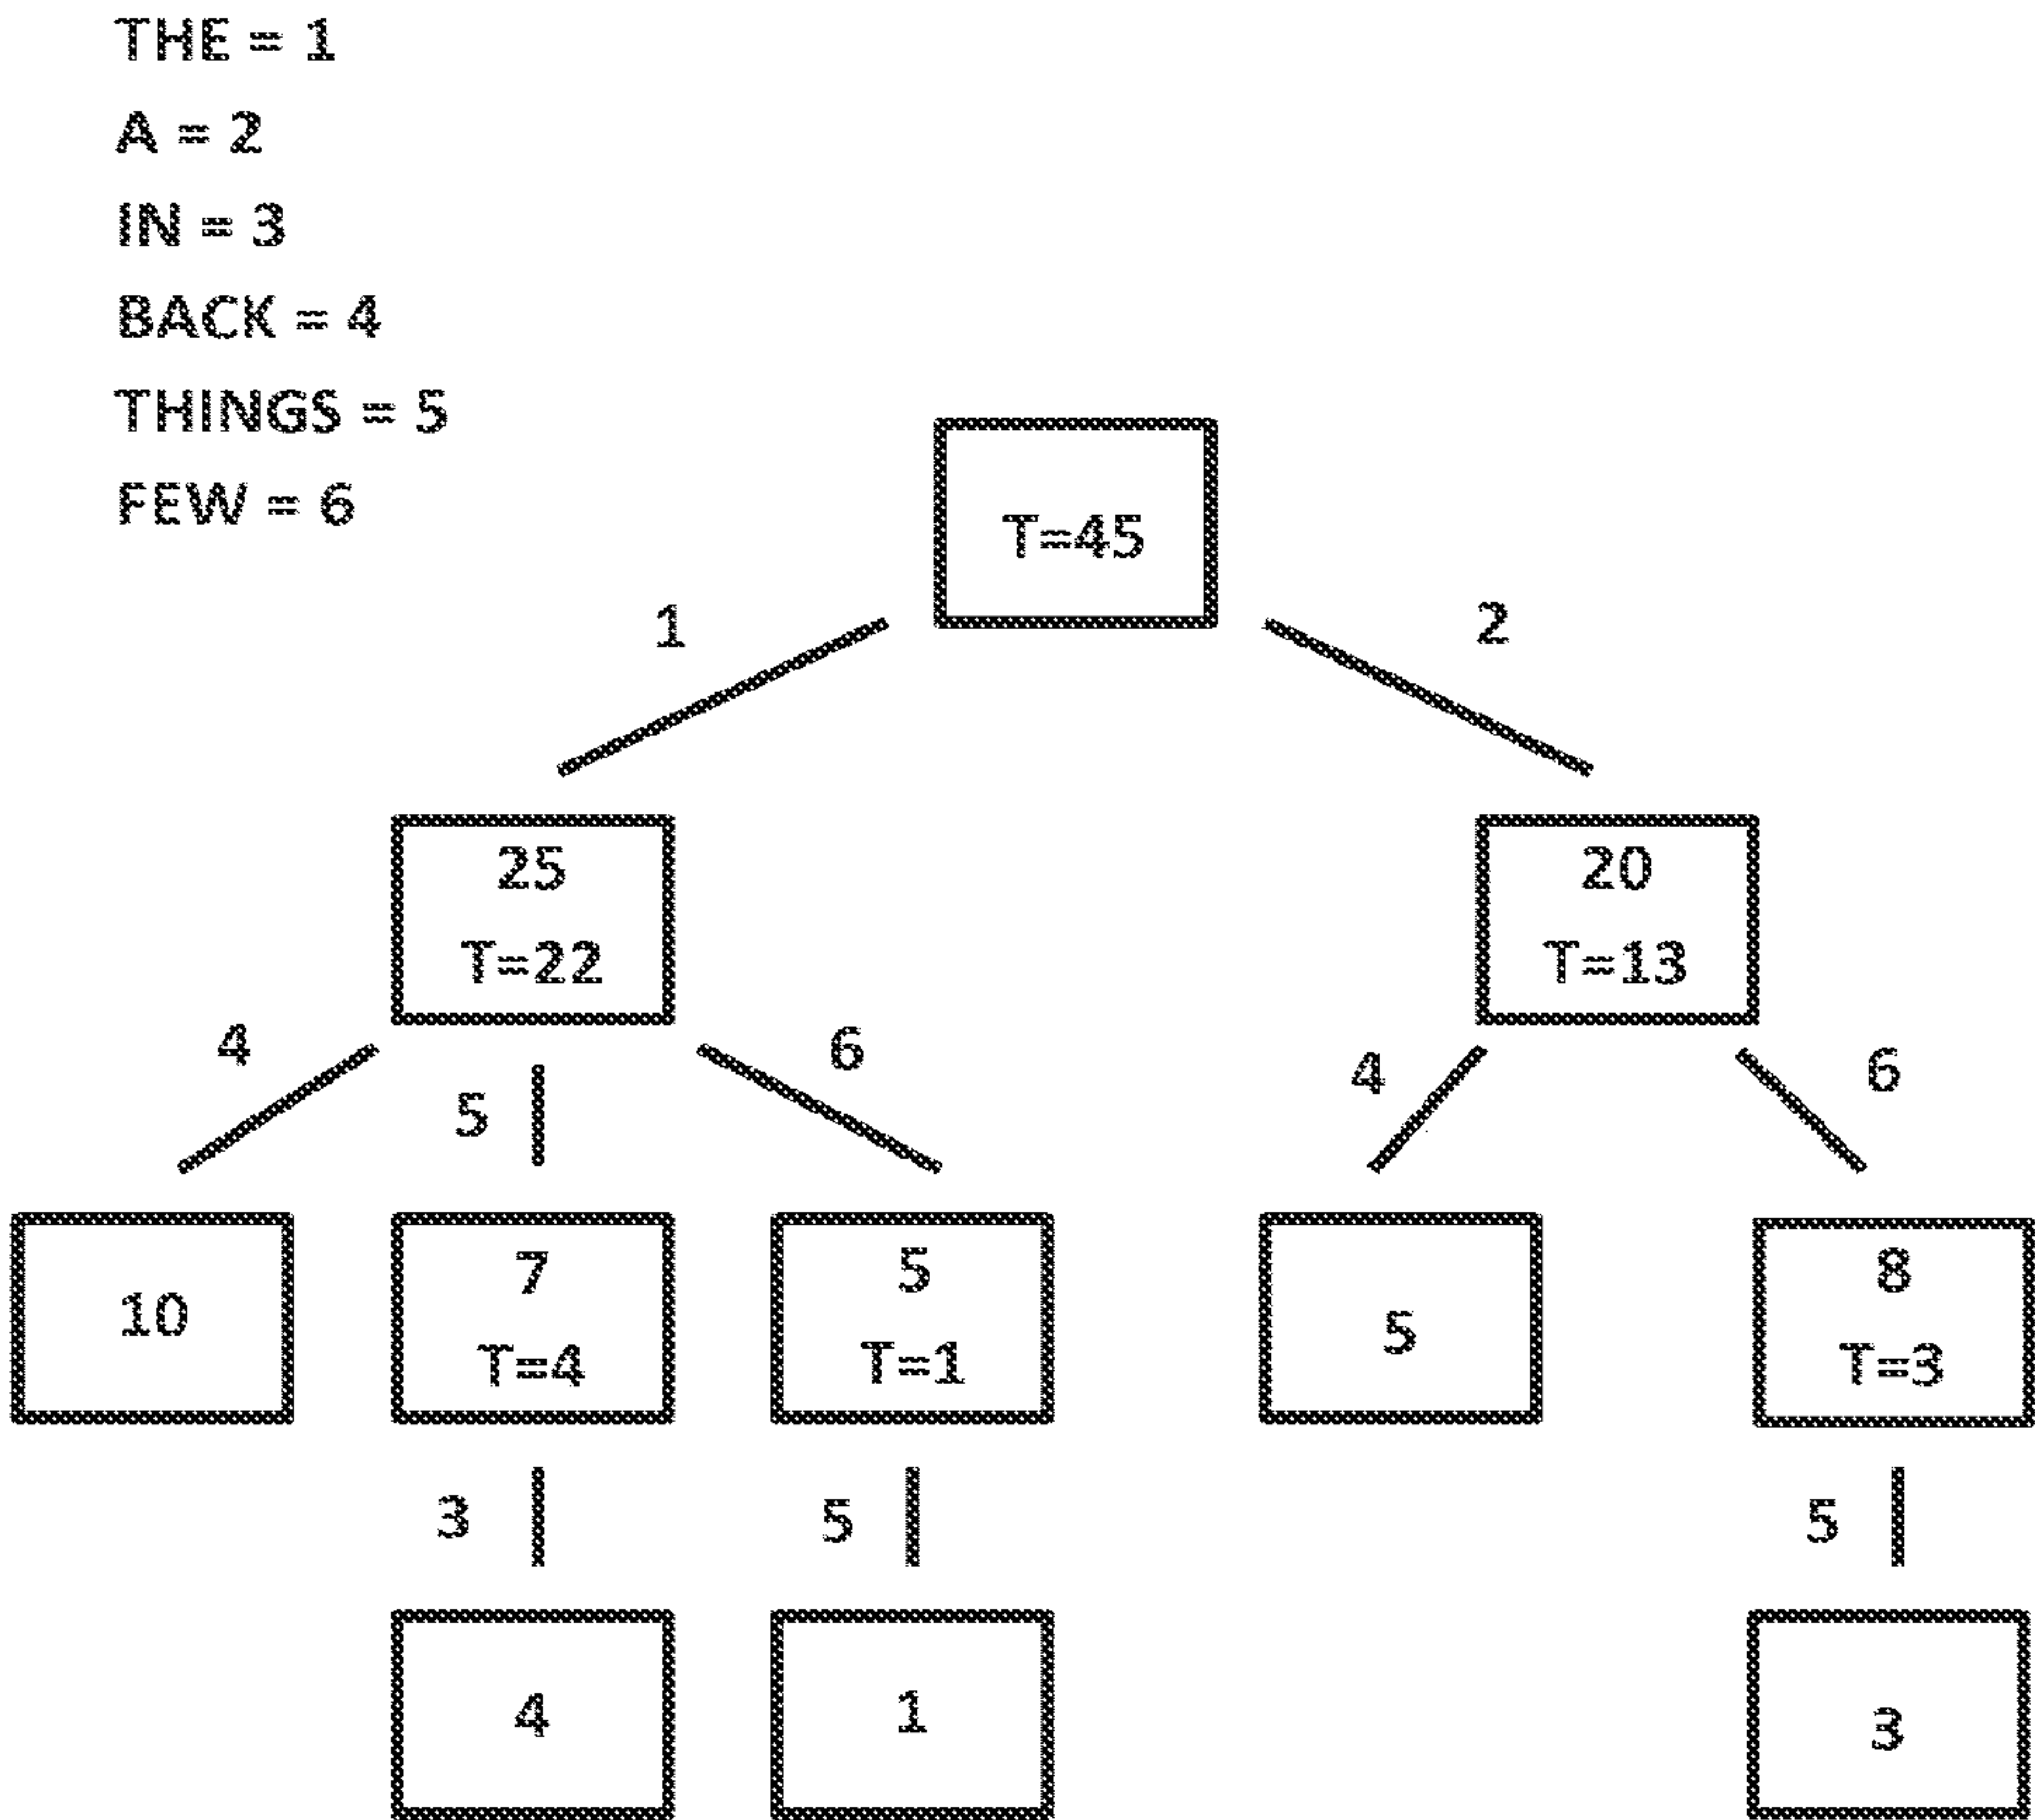 THE = 1
A = 2
IN = 3
BACK = 4
THINGS = 5
FEW = 6
T=45
1
2
25
T=22
20
T=13
4
5
6
4
6
10
7
T=4
5
T=1
5
8
T=3
3
5
5
4
1
3